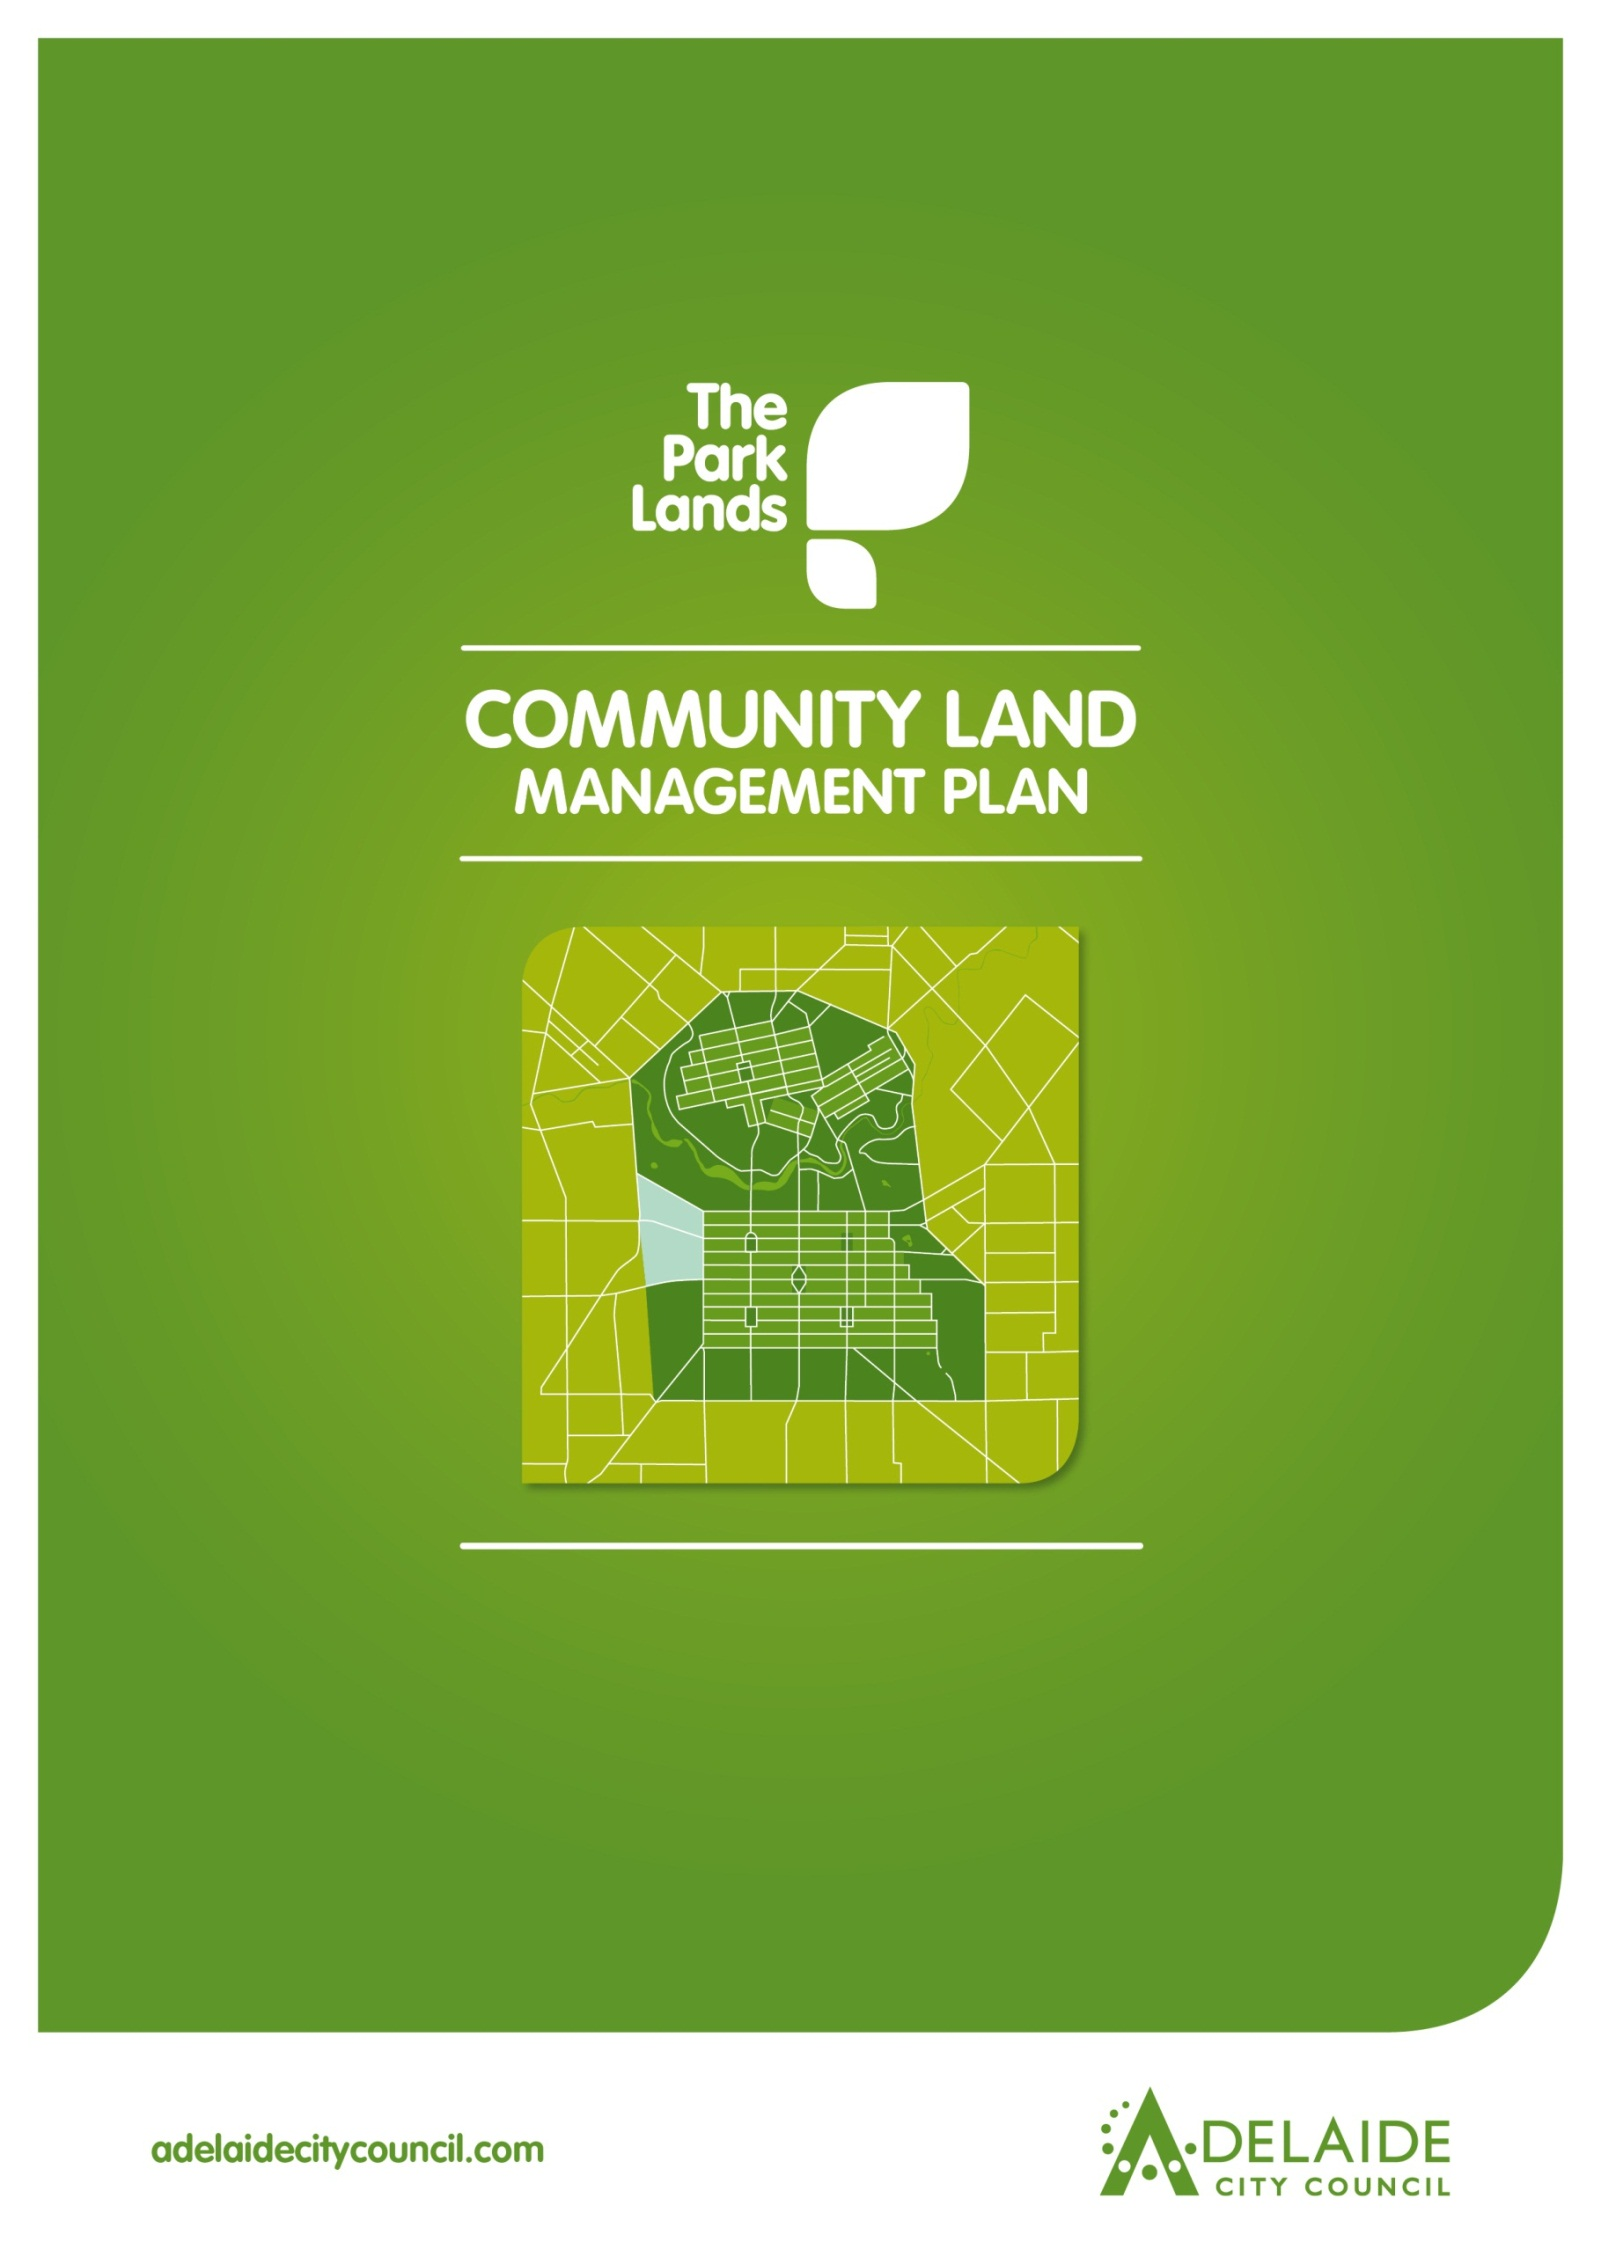 The
Park
Lands
COMMUNITY LAND
MANAGEMENT PLAN
adelaidecitycouncil.com
ADELAIDE
CITY COUNCIL